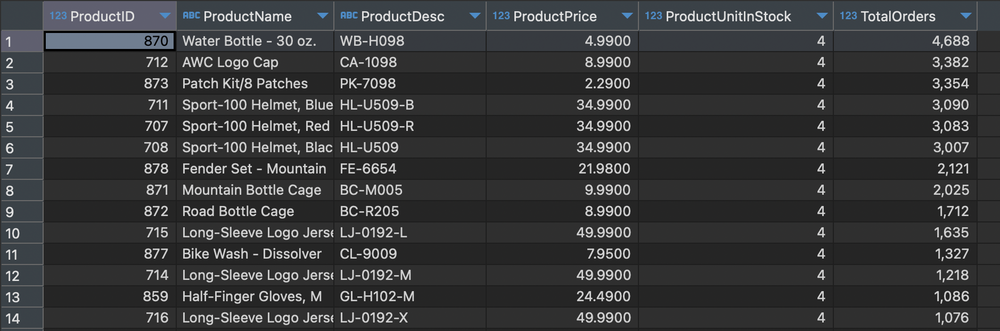 123 ProductID ABC ProductName ABC ProductDesc 123 ProductPrice 123 ProductUnitInStock 123 TotalOrders
1 870 Water Bottle - 30 oz. WB-H098 4.9900 4 4,688
2 712 AWC Logo Cap CA-1098 8.9900 4 3,382
3 873 Patch Kit/8 Patches PK-7098 2.2900 4 3,354
4 711 Sport-100 Helmet, Blue HL-U509-B 34.9900 4 3,090
5 707 Sport-100 Helmet, Red HL-U509-R 34.9900 4 3,083
6 708 Sport-100 Helmet, Blac HL-U509 34.9900 4 3,007
7 878 Fender Set - Mountain FE-6654 21.9800 4 2,121
8 871 Mountain Bottle Cage BC-M005 9.9900 4 2,025
9 872 Road Bottle Cage BC-R205 8.9900 4 1,712
10 715 Long-Sleeve Logo Jerse LJ-0192-L 49.9900 4 1,635
11 877 Bike Wash - Dissolver CL-9009 7.9500 4 1,327
12 714 Long-Sleeve Logo Jerse LJ-0192-M 49.9900 4 1,218
13 859 Half-Finger Gloves, M GL-H102-M 24.4900 4 1,086
14 716 Long-Sleeve Logo Jerse LJ-0192-X 49.9900 4 1,076